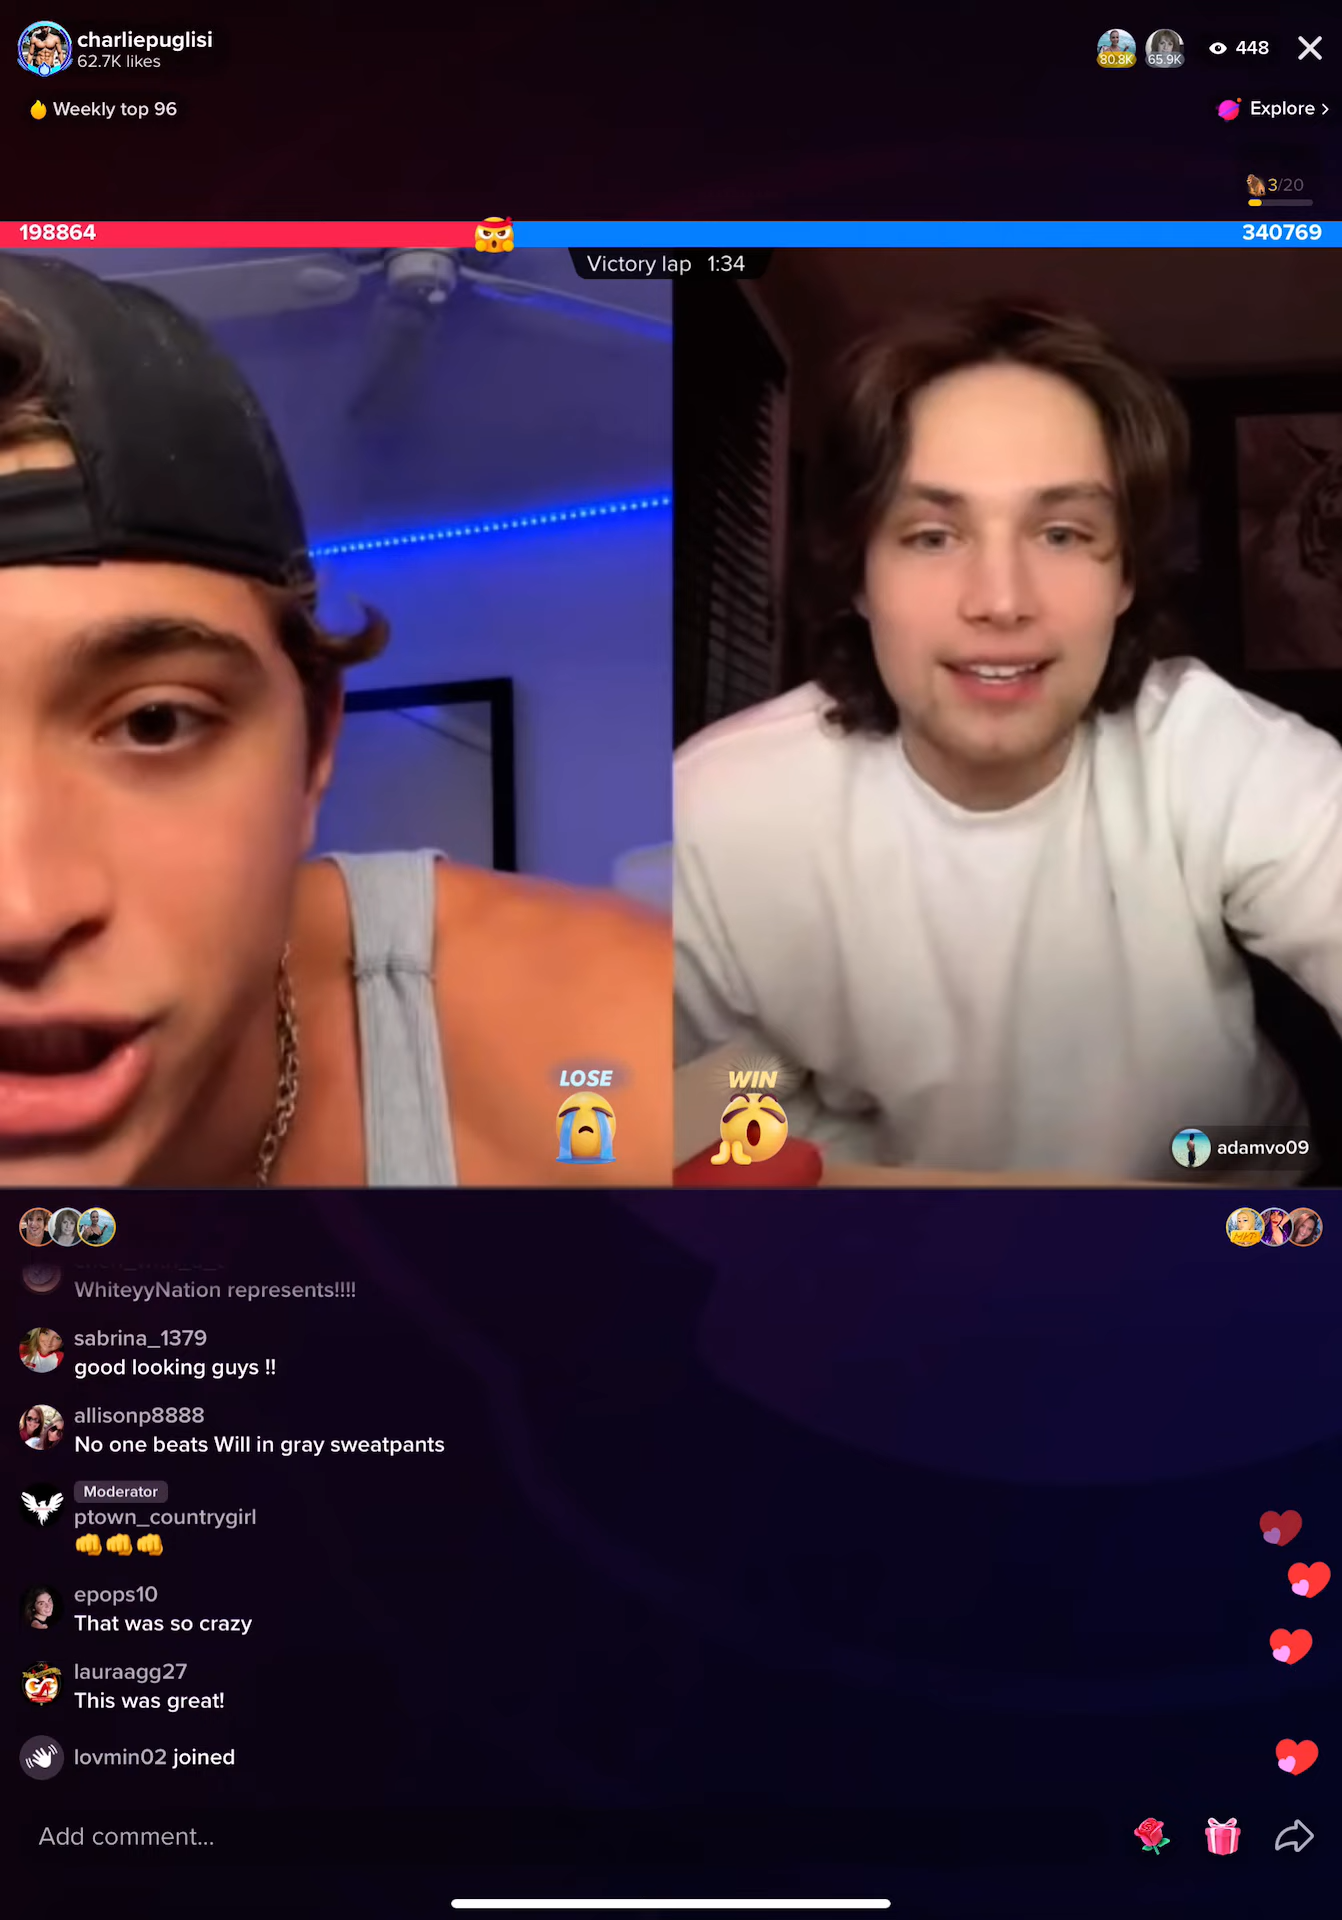 charliepuglisi
62.7K likes
80.8K
65.9K
448
Weekly top 96
Explore >
3/20
198864
340769
Victory lap 1:34
LOSE
WIN
adamvo09
WhiteyyNation represents!!!!
sabrina_1379
good looking guys !!
allisonp8888
No one beats Will in gray sweatpants
Moderator
ptown_countrygirl
👊👊👊
epops10
That was so crazy
lauraagg27
This was great!
lovmin02 joined
Add comment...